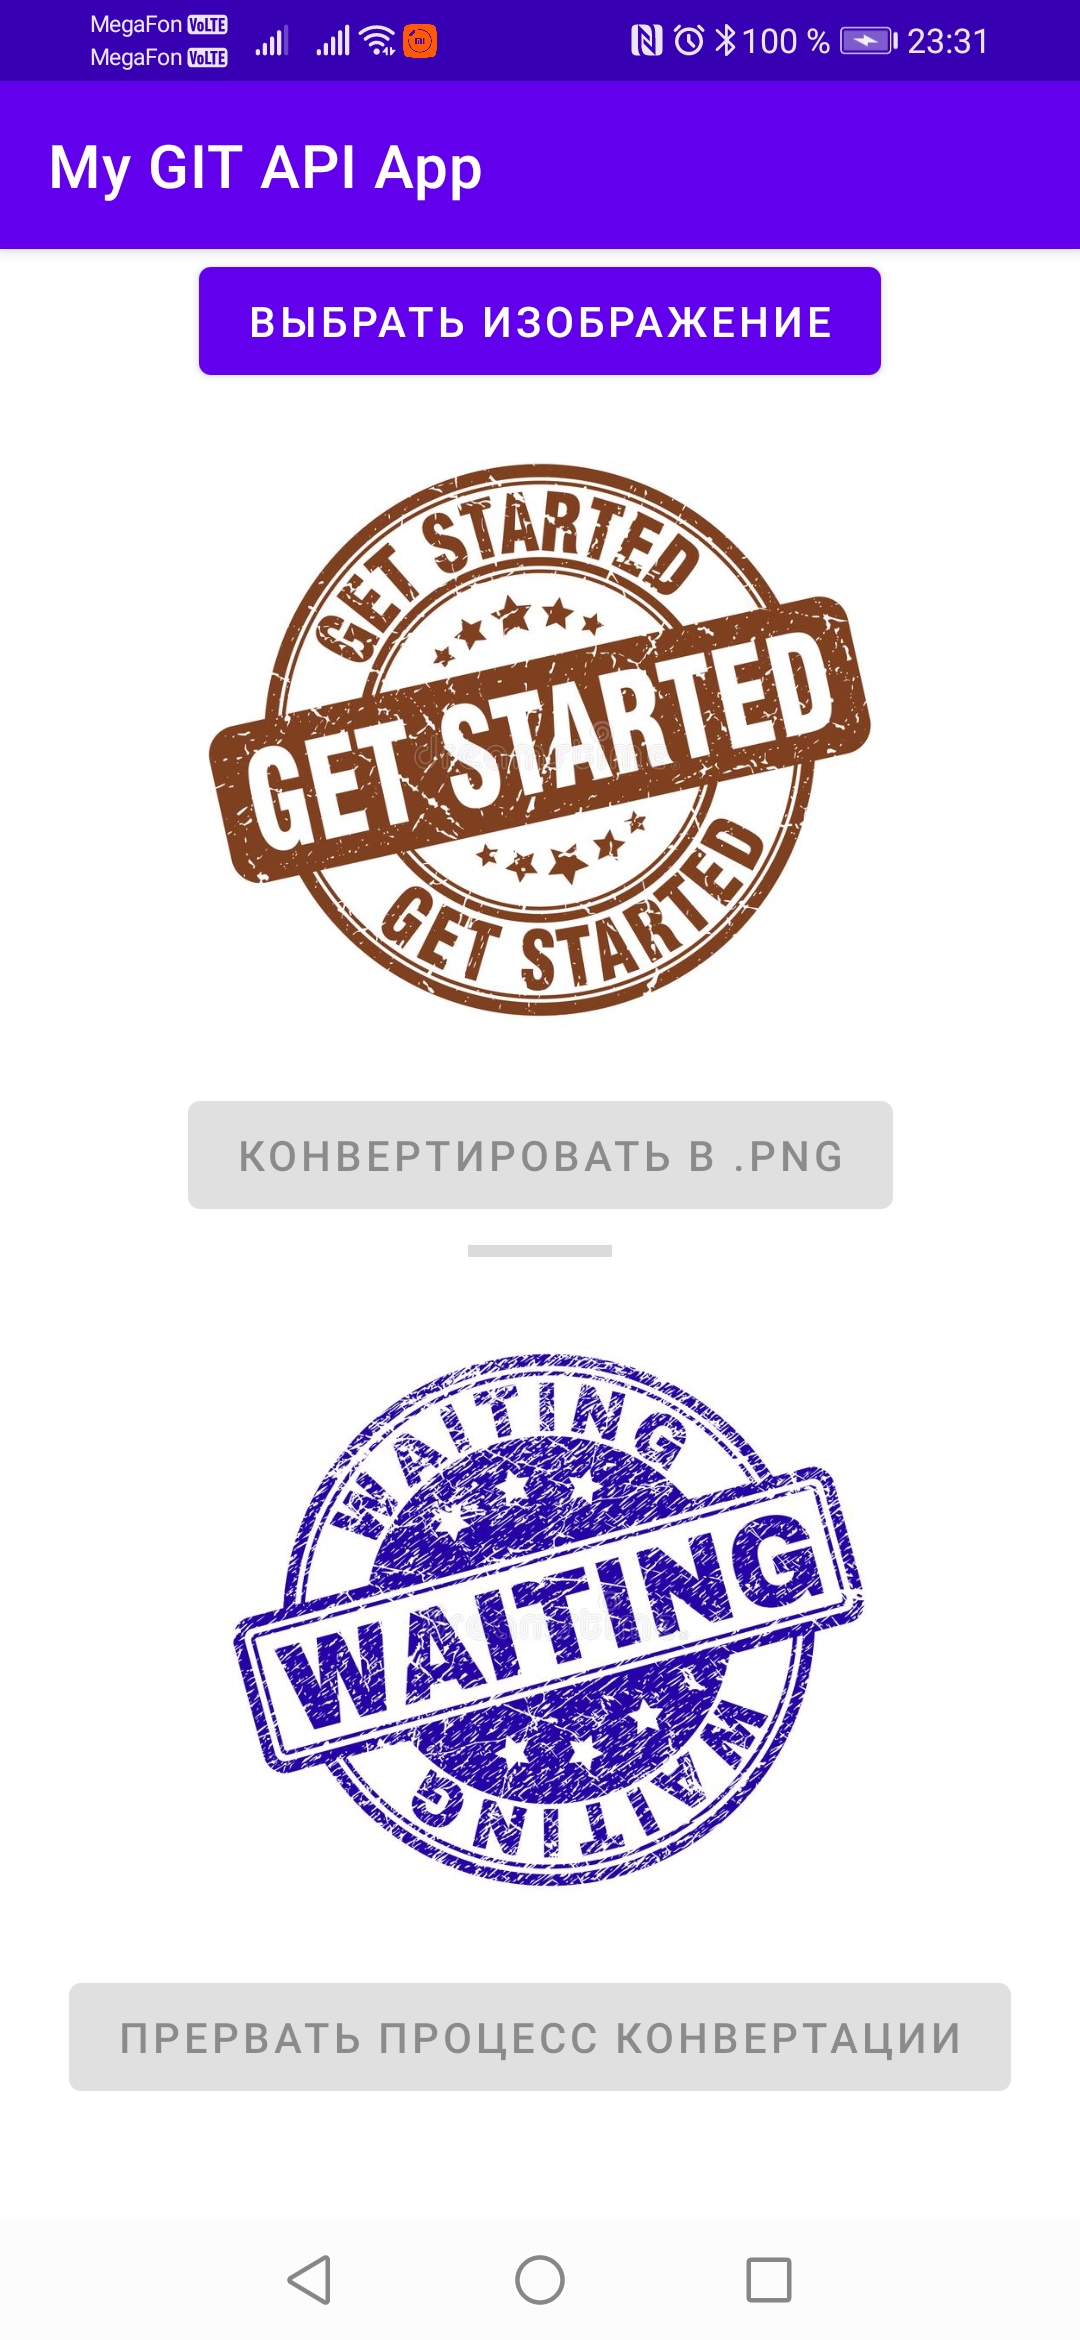 MegaFon VoLTE
MegaFon VoLTE
100 % 23:31
My GIT API App
ВЫБРАТЬ ИЗОБРАЖЕНИЕ
GET STARTED
GET STARTED
GET STARTED
dreamstime
КОНВЕРТИРОВАТЬ В .PNG
WAITING
WAITING
WAITING
ПРЕРВАТЬ ПРОЦЕСС КОНВЕРТАЦИИ